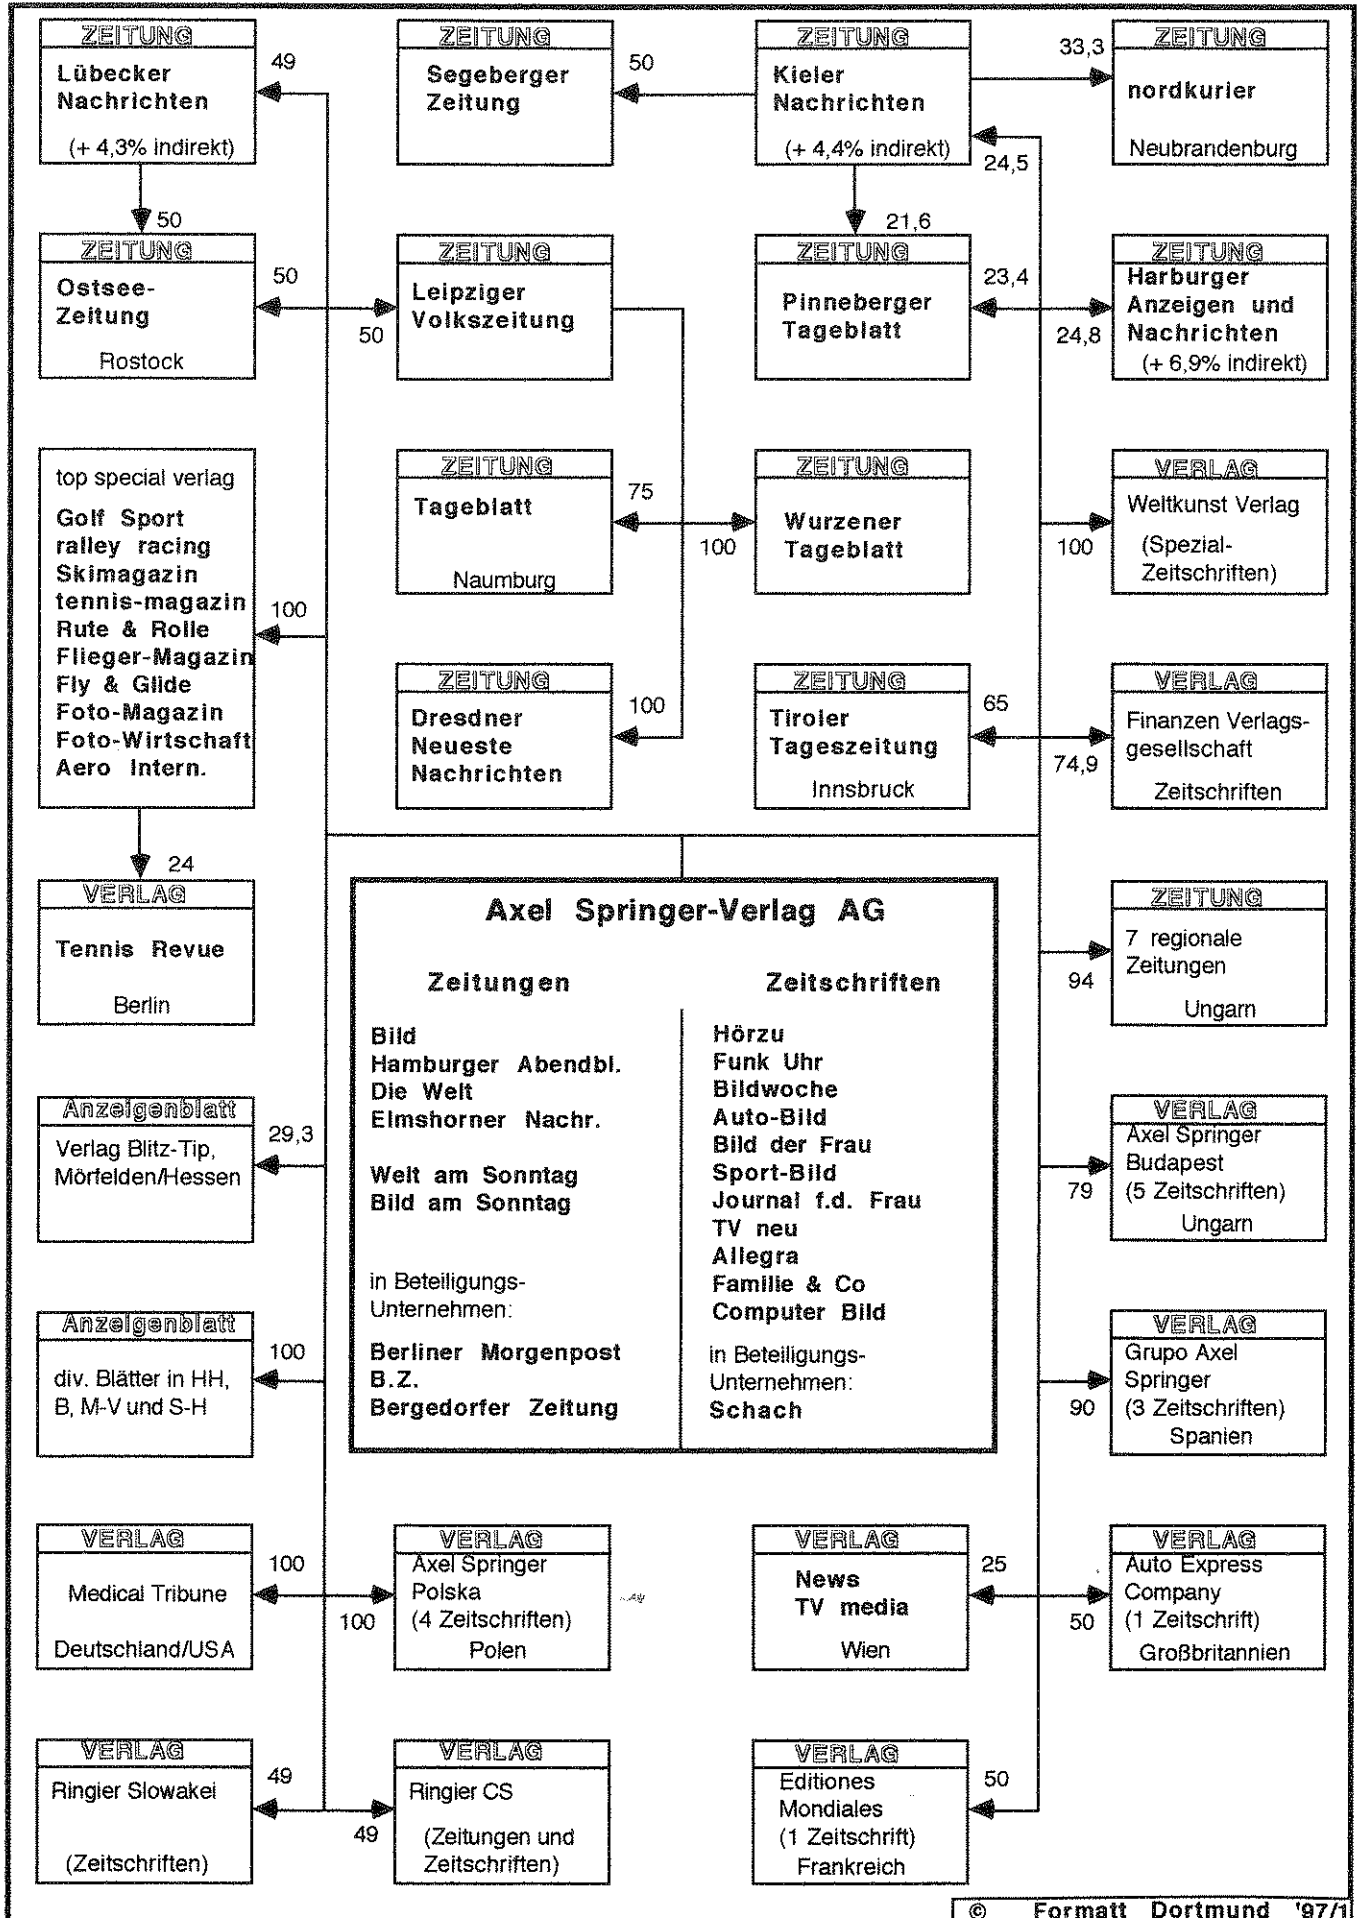 ZEITUNG
Lübecker
Nachrichten
(+ 4,3% indirekt)
49
ZEITUNG
Segeberger
Zeitung
50
ZEITUNG
Kieler
Nachrichten
(+ 4,4% indirekt)
33,3
24,5
ZEITUNG
nordkurier
Neubrandenburg
50
21,6
ZEITUNG
Ostsee-
Zeitung
Rostock
50
50
ZEITUNG
Leipziger
Volkszeitung
ZEITUNG
Pinneberger
Tageblatt
23,4
24,8
ZEITUNG
Harburger
Anzeigen und
Nachrichten
(+ 6,9% indirekt)
top special verlag
Golf Sport
ralley racing
Skimagazin
tennis-magazin
Rute & Rolle
Flieger-Magazin
Fly & Glide
Foto-Magazin
Foto-Wirtschaft
Aero Intern.
100
ZEITUNG
Tageblatt
Naumburg
75
100
ZEITUNG
Wurzener
Tageblatt
100
VERLAG
Weltkunst Verlag
(Spezial-
Zeitschriften)
ZEITUNG
Dresdner
Neueste
Nachrichten
100
ZEITUNG
Tiroler
Tageszeitung
Innsbruck
65
74,9
VERLAG
Finanzen Verlags-
gesellschaft
Zeitschriften
24
VERLAG
Tennis Revue
Berlin
Axel Springer-Verlag AG
Zeitungen
Bild
Hamburger Abendbl.
Die Welt
Elmshorner Nachr.
Welt am Sonntag
Bild am Sonntag
in Beteiligungs-
Unternehmen:
Berliner Morgenpost
B.Z.
Bergedorfer Zeitung
Zeitschriften
Hörzu
Funk Uhr
Bildwoche
Auto-Bild
Bild der Frau
Sport-Bild
Journal f.d. Frau
TV neu
Allegra
Familie & Co
Computer Bild
in Beteiligungs-
Unternehmen:
Schach
94
ZEITUNG
7 regionale
Zeitungen
Ungarn
Anzeigenblatt
Verlag Blitz-Tip,
Mörfelden/Hessen
29,3
79
VERLAG
Axel Springer
Budapest
(5 Zeitschriften)
Ungarn
Anzeigenblatt
div. Blätter in HH,
B, M-V und S-H
100
90
VERLAG
Grupo Axel
Springer
(3 Zeitschriften)
Spanien
VERLAG
Medical Tribune
Deutschland/USA
100
100
VERLAG
Axel Springer
Polska
(4 Zeitschriften)
Polen
VERLAG
News
TV media
Wien
25
50
VERLAG
Auto Express
Company
(1 Zeitschrift)
Großbritannien
VERLAG
Ringier Slowakei
(Zeitschriften)
49
49
VERLAG
Ringier CS
(Zeitungen und
Zeitschriften)
VERLAG
Editiones
Mondiales
(1 Zeitschrift)
Frankreich
50
© Formatt Dortmund '97/1